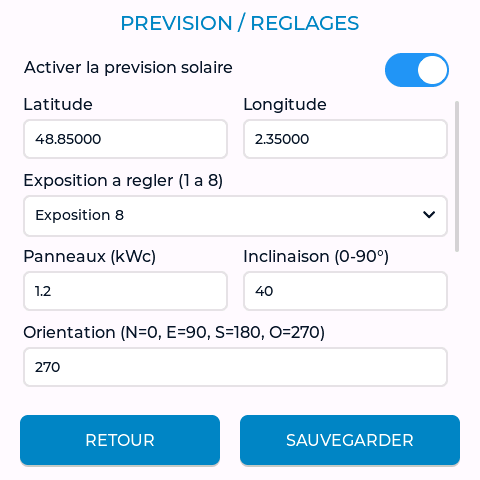 PREVISION / REGLAGES
Activer la prevision solaire
Latitude Longitude
48.85000 2.35000
Exposition a regler (1 a 8)
Exposition 8
Panneaux (kWc) Inclinaison (0-90°)
1.2 40
Orientation (N=0, E=90, S=180, O=270)
270
RETOUR SAUVEGARDER